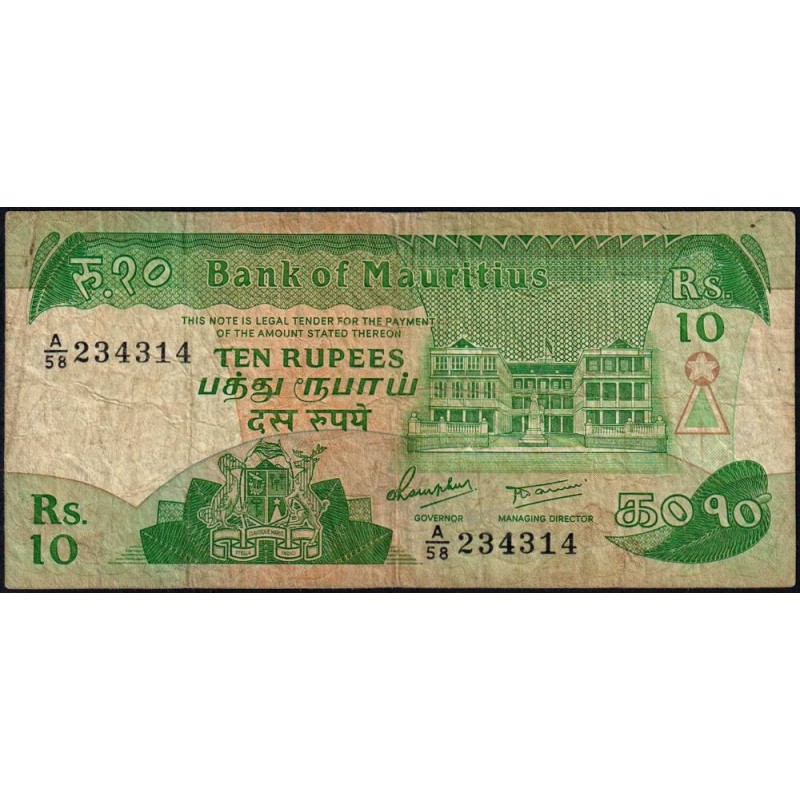 रु.१०
Bank of Mauritius
Rs.
10
THIS NOTE IS LEGAL TENDER FOR THE PAYMENT
OF THE AMOUNT STATED THEREON
A/58 234314
TEN RUPEES
பத்து ரூபாய்
दस रुपये
Rs.
10
STELLA
GOVERNOR
MANAGING DIRECTOR
A/58 234314